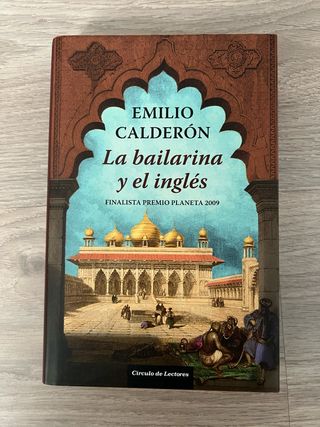 EMILIO
CALDERÓN
La bailarina
y el inglés
FINALISTA PREMIO PLANETA 2009
Círculo de Lectores